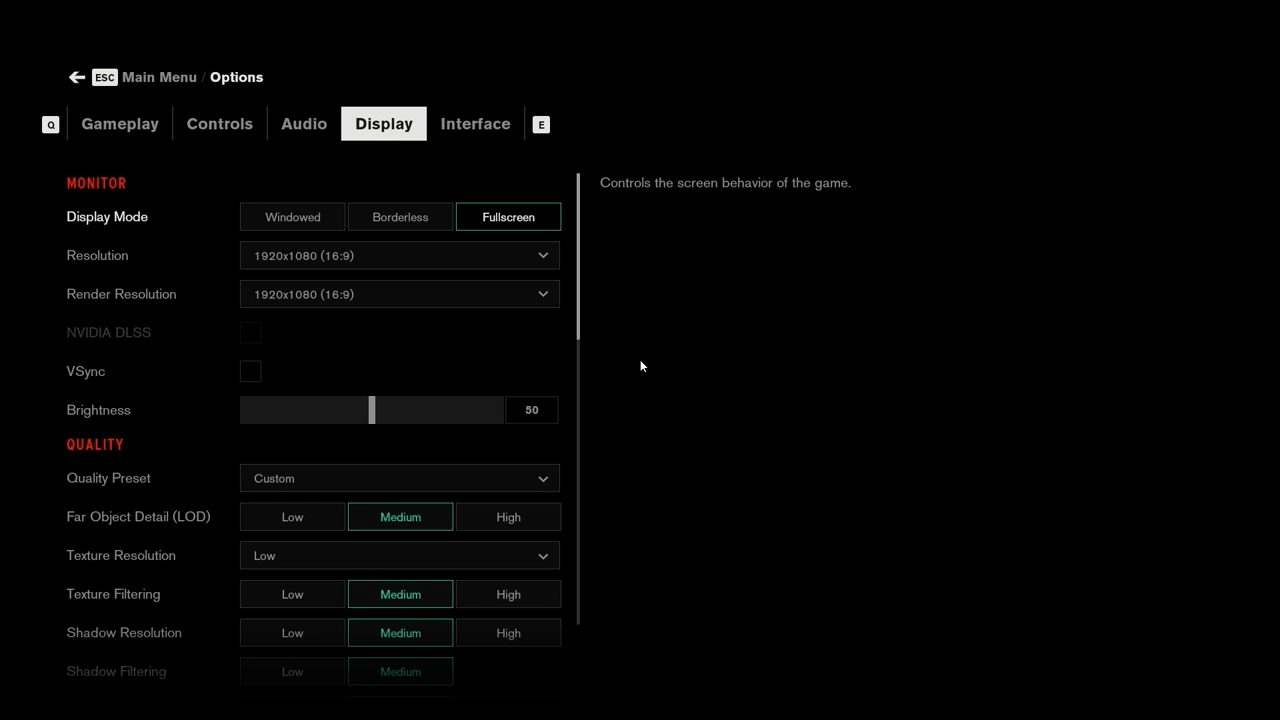 ESC Main Menu / Options
Q Gameplay Controls Audio Display Interface E
MONITOR
Controls the screen behavior of the game.
Display Mode Windowed Borderless Fullscreen
Resolution 1920x1080 (16:9)
Render Resolution 1920x1080 (16:9)
NVIDIA DLSS
VSync
Brightness 50
QUALITY
Quality Preset Custom
Far Object Detail (LOD) Low Medium High
Texture Resolution Low
Texture Filtering Low Medium High
Shadow Resolution Low Medium High
Shadow Filtering Low Medium